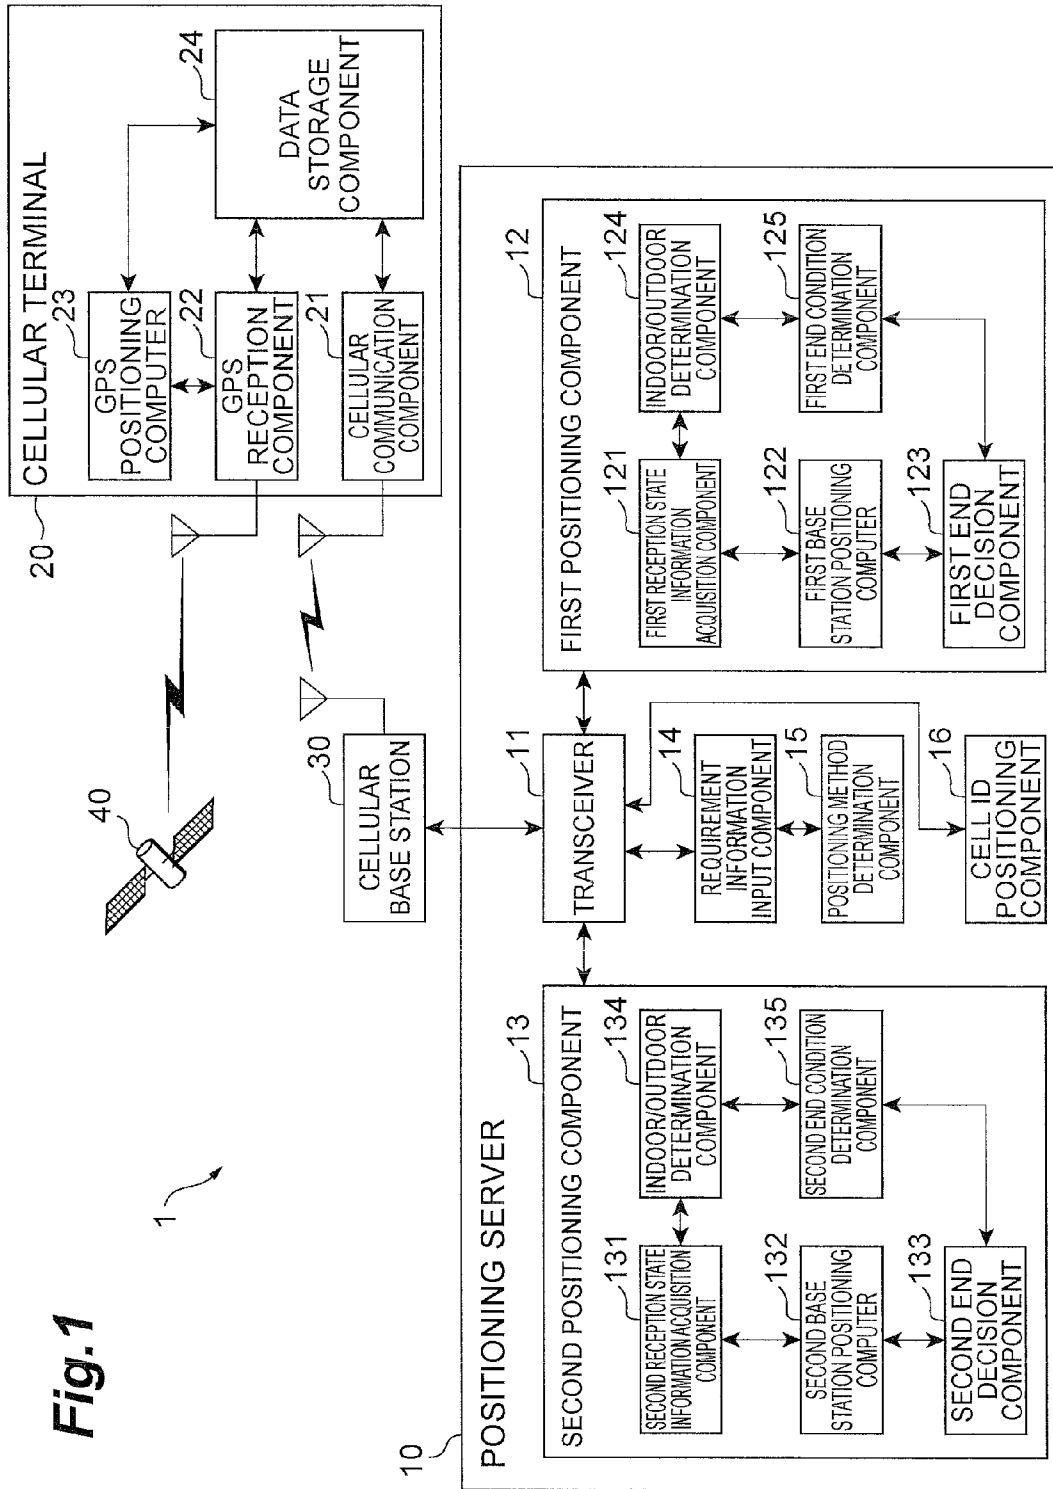 Fig.1
1
40
20
CELLULAR TERMINAL
23
GPS
POSITIONING
COMPUTER
22
GPS
RECEPTION
COMPONENT
21
CELLULAR
COMMUNICATION
COMPONENT
24
DATA
STORAGE
COMPONENT
30
CELLULAR
BASE STATION
10
POSITIONING SERVER
13
SECOND POSITIONING COMPONENT
131
SECOND RECEPTION STATE
INFORMATION ACQUISITION
COMPONENT
134
INDOOR/OUTDOOR
DETERMINATION
COMPONENT
132
SECOND BASE
STATION POSITIONING
COMPUTER
135
SECOND END CONDITION
DETERMINATION
COMPONENT
133
SECOND END
DECISION
COMPONENT
11
TRANSCEIVER
14
REQUIREMENT
INFORMATION
INPUT COMPONENT
15
POSITIONING METHOD
DETERMINATION
COMPONENT
16
CELL ID
POSITIONING
COMPONENT
12
FIRST POSITIONING COMPONENT
121
FIRST RECEPTION STATE
INFORMATION
ACQUISITION COMPONENT
124
INDOOR/OUTDOOR
DETERMINATION
COMPONENT
122
FIRST BASE
STATION POSITIONING
COMPUTER
125
FIRST END CONDITION
DETERMINATION
COMPONENT
123
FIRST END
DECISION
COMPONENT